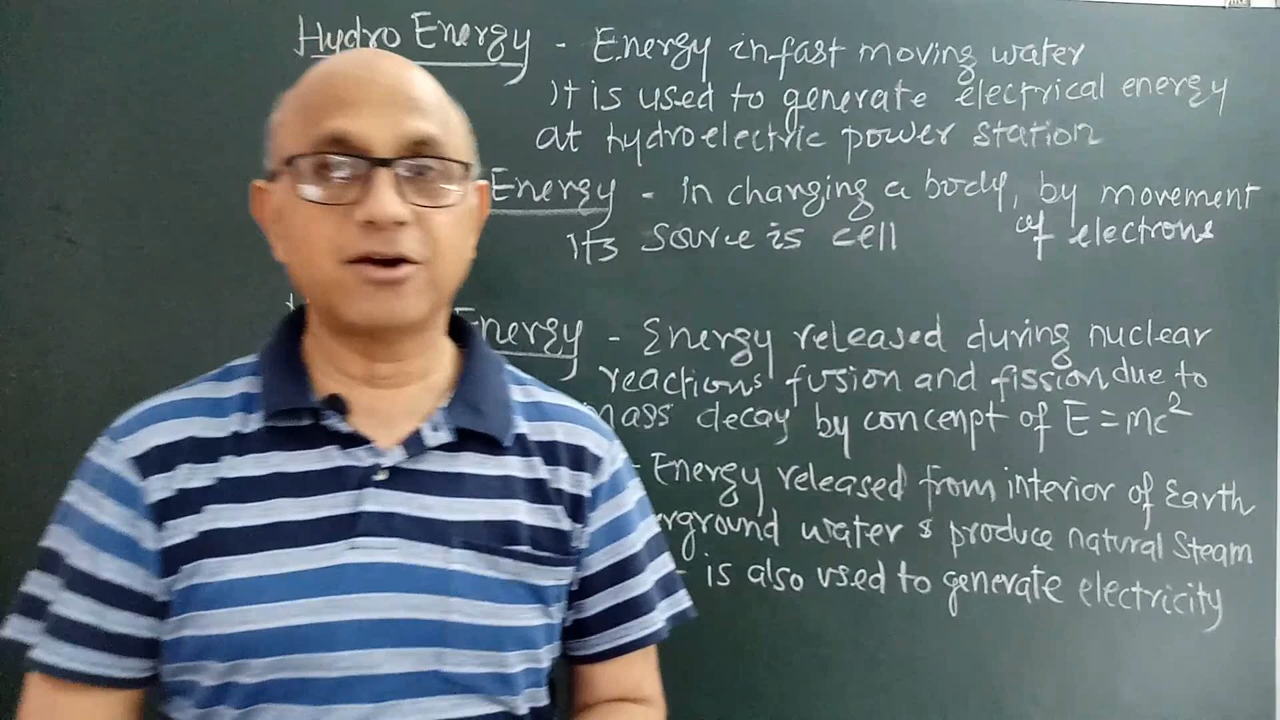 Hydro Energy - Energy in fast moving water
It is used to generate electrical energy
at hydroelectric power station
Energy - In charging a body, by movement
of electrons
Its source is cell
Energy - Energy released during nuclear
reactions fusion and fission due to
mass decay by concenpt of E = mc²
- Energy released from interior of Earth
water & produce natural steam
is also used to generate electricity